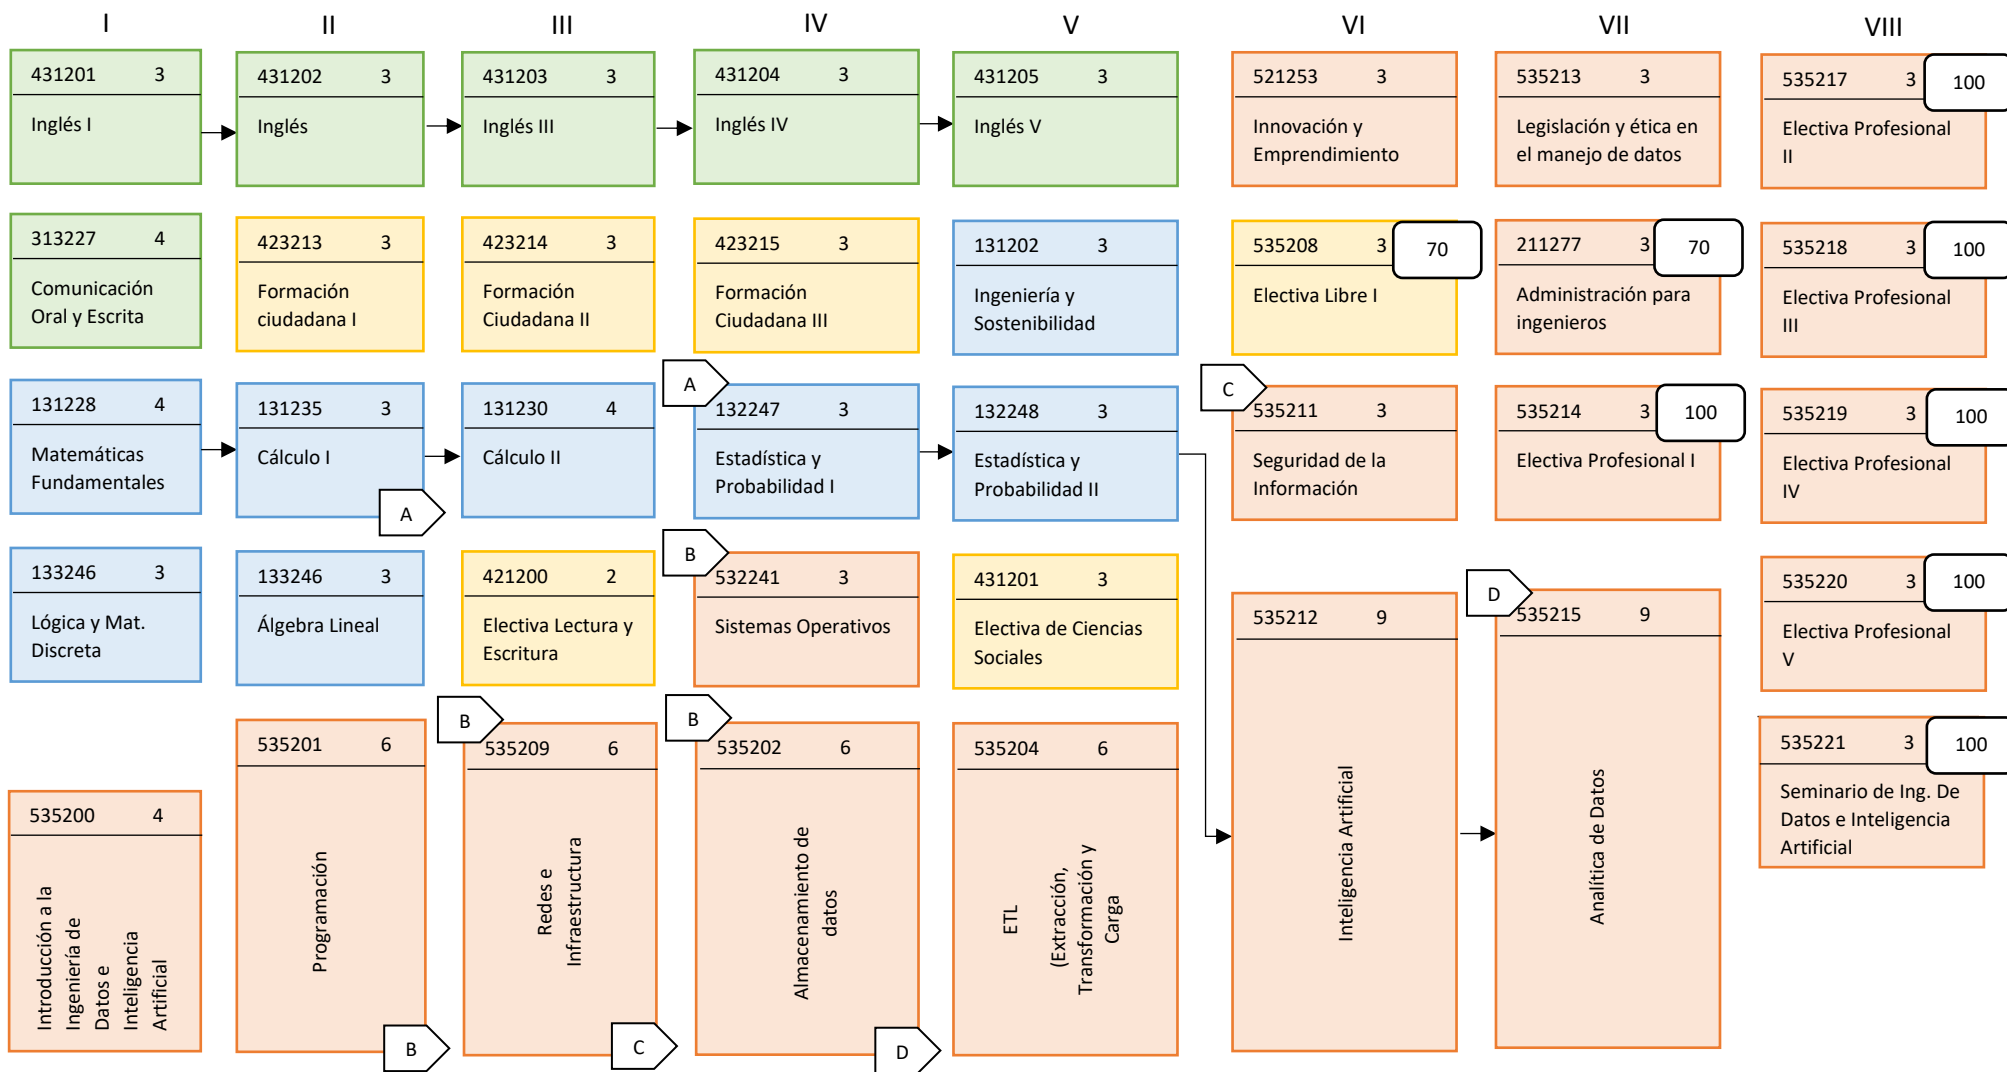 I
II
III
IV
V
VI
VII
VIII
431201 3
Inglés I
431202 3
Inglés
431203 3
Inglés III
431204 3
Inglés IV
431205 3
Inglés V
521253 3
Innovación y
Emprendimiento
535213 3
Legislación y ética en
el manejo de datos
535217 3
100
Electiva Profesional
II
313227 4
Comunicación
Oral y Escrita
423213 3
Formación
ciudadana I
423214 3
Formación
Ciudadana II
423215 3
Formación
Ciudadana III
131202 3
Ingeniería y
Sostenibilidad
535208 3
70
Electiva Libre I
211277 3
70
Administración para
ingenieros
535218 3
100
Electiva Profesional
III
131228 4
Matemáticas
Fundamentales
131235 3
Cálculo I
A
131230 4
Cálculo II
A
132247 3
Estadística y
Probabilidad I
132248 3
Estadística y
Probabilidad II
C
535211 3
Seguridad de la
Información
535214 3
100
Electiva Profesional I
535219 3
100
Electiva Profesional
IV
133246 3
Lógica y Mat.
Discreta
133246 3
Álgebra Lineal
421200 2
Electiva Lectura y
Escritura
B
532241 3
Sistemas Operativos
431201 3
Electiva de Ciencias
Sociales
535212 9
Inteligencia Artificial
D
535215 9
Analítica de Datos
535220 3
100
Electiva Profesional
V
535200 4
Introducción a la
Ingeniería de
Datos e
Inteligencia
Artificial
535201 6
Programación
B
B
535209 6
Redes e
Infraestructura
C
B
535202 6
Almacenamiento de
datos
D
535204 6
ETL
(Extracción,
Transformación y
Carga
535221 3
100
Seminario de Ing. De
Datos e Inteligencia
Artificial